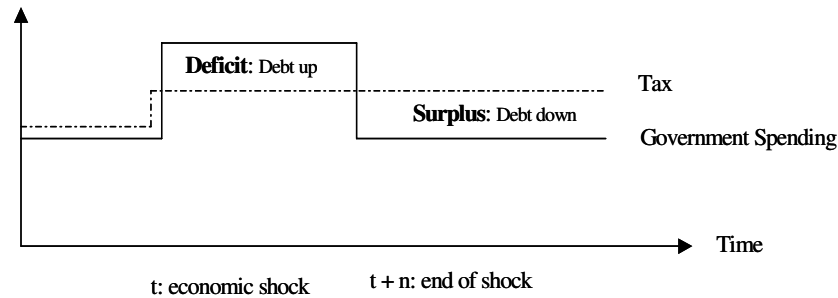 Deficit: Debt up
Tax
Surplus: Debt down
Government Spending
Time
t: economic shock
t + n: end of shock